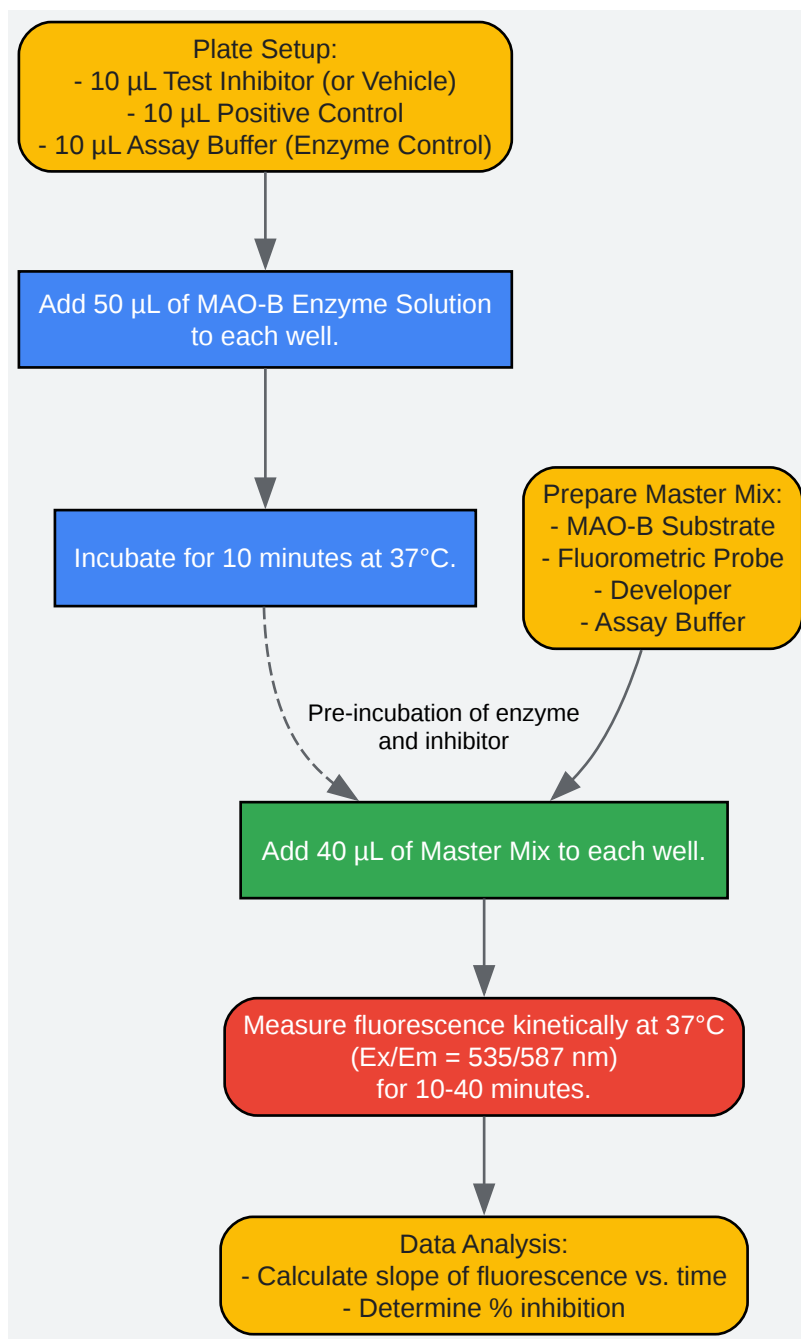 Plate Setup:
- 10 µL Test Inhibitor (or Vehicle)
- 10 µL Positive Control
- 10 µL Assay Buffer (Enzyme Control)
Add 50 µL of MAO-B Enzyme Solution
to each well.
Incubate for 10 minutes at 37°C.
Prepare Master Mix:
- MAO-B Substrate
- Fluorometric Probe
- Developer
- Assay Buffer
Pre-incubation of enzyme
and inhibitor
Add 40 µL of Master Mix to each well.
Measure fluorescence kinetically at 37°C
(Ex/Em = 535/587 nm)
for 10-40 minutes.
Data Analysis:
- Calculate slope of fluorescence vs. time
- Determine % inhibition